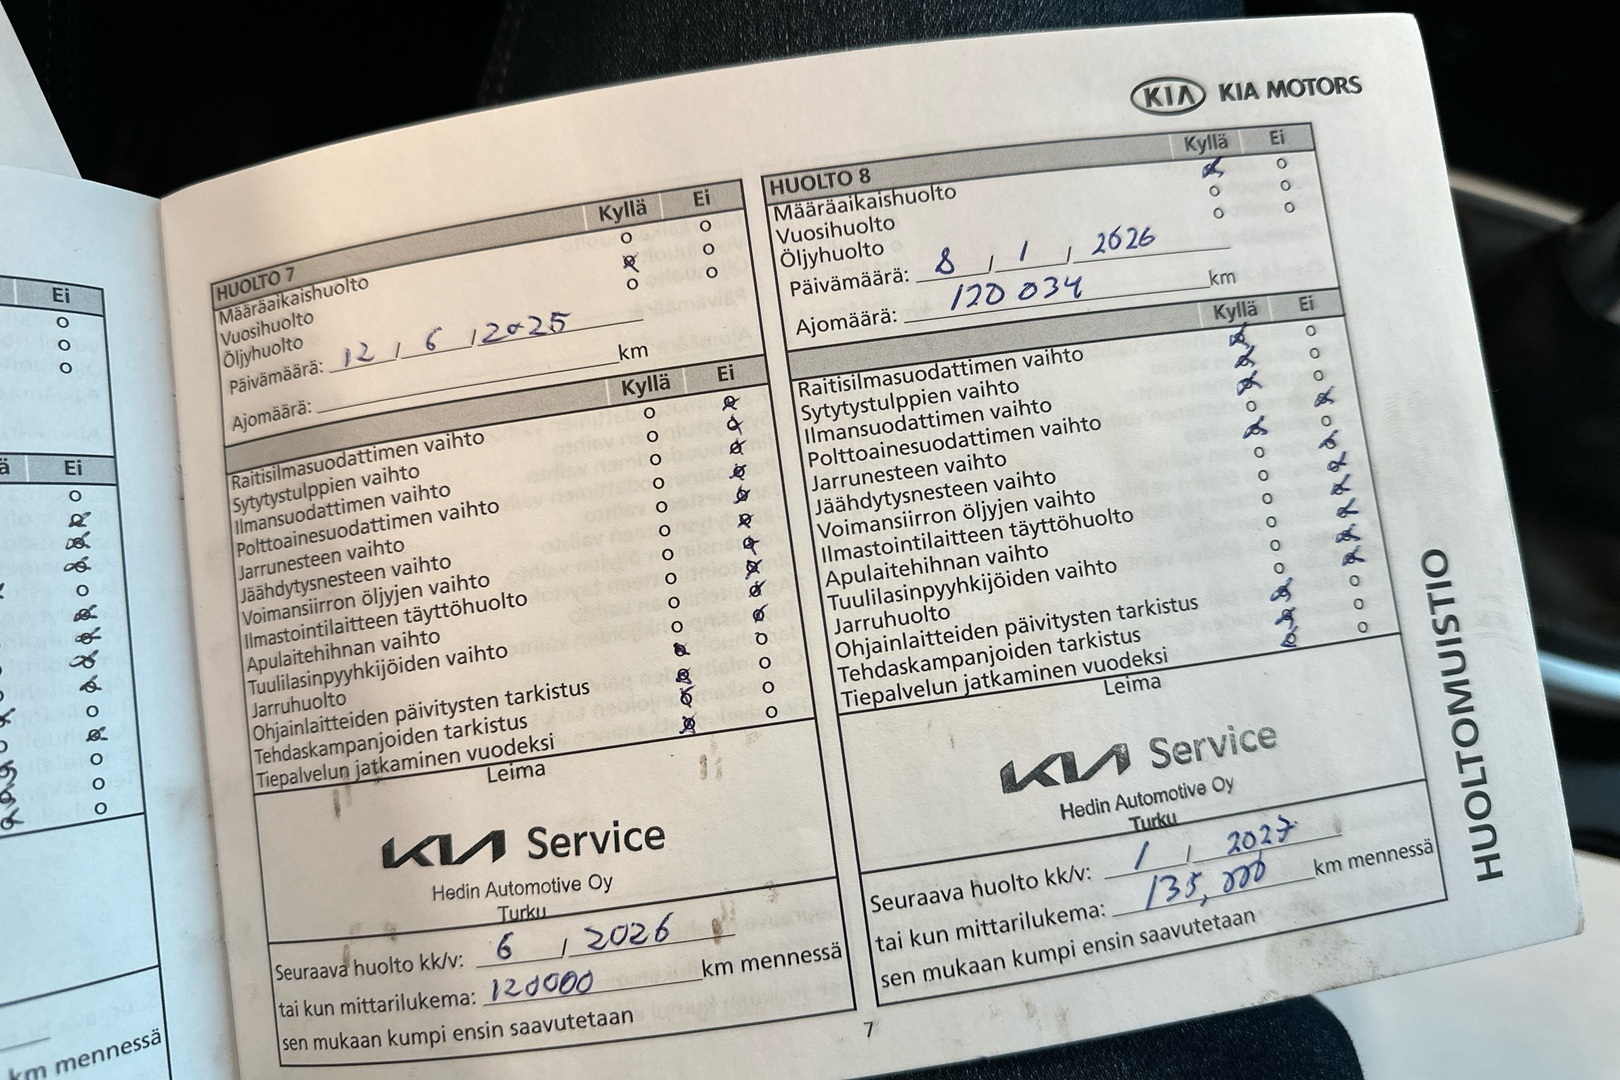 Ei
ä Ei
km mennessä
HUOLTO 7 Kyllä Ei
Määräaikaishuolto
Vuosihuolto
Öljyhuolto
Päivämäärä: 12 / 6 / 2025
Ajomäärä: km
Kyllä Ei
Raitisilmasuodattimen vaihto
Sytytystulppien vaihto
Ilmansuodattimen vaihto
Polttoainesuodattimen vaihto
Jarrunesteen vaihto
Jäähdytysnesteen vaihto
Voimansiirron öljyjen vaihto
Ilmastointilaitteen täyttöhuolto
Apulaitehihnan vaihto
Tuulilasinpyyhkijöiden vaihto
Jarruhuolto
Ohjainlaitteiden päivitysten tarkistus
Tehdaskampanjoiden tarkistus
Tiepalvelun jatkaminen vuodeksi
Leima
KIA Service
Hedin Automotive Oy
Turku
Seuraava huolto kk/v: 6 / 2026
tai kun mittarilukema: 120000 km mennessä
sen mukaan kumpi ensin saavutetaan
KIA KIA MOTORS
HUOLTO 8 Kyllä Ei
Määräaikaishuolto
Vuosihuolto
Öljyhuolto
Päivämäärä: 8 / 1 / 2026
Ajomäärä: 120 034 km
Kyllä Ei
Raitisilmasuodattimen vaihto
Sytytystulppien vaihto
Ilmansuodattimen vaihto
Polttoainesuodattimen vaihto
Jarrunesteen vaihto
Jäähdytysnesteen vaihto
Voimansiirron öljyjen vaihto
Ilmastointilaitteen täyttöhuolto
Apulaitehihnan vaihto
Tuulilasinpyyhkijöiden vaihto
Jarruhuolto
Ohjainlaitteiden päivitysten tarkistus
Tehdaskampanjoiden tarkistus
Tiepalvelun jatkaminen vuodeksi
Leima
KIA Service
Hedin Automotive Oy
Turku
Seuraava huolto kk/v: 1 / 2027
tai kun mittarilukema: 135,000 km mennessä
sen mukaan kumpi ensin saavutetaan
7
HUOLTOMUISTIO